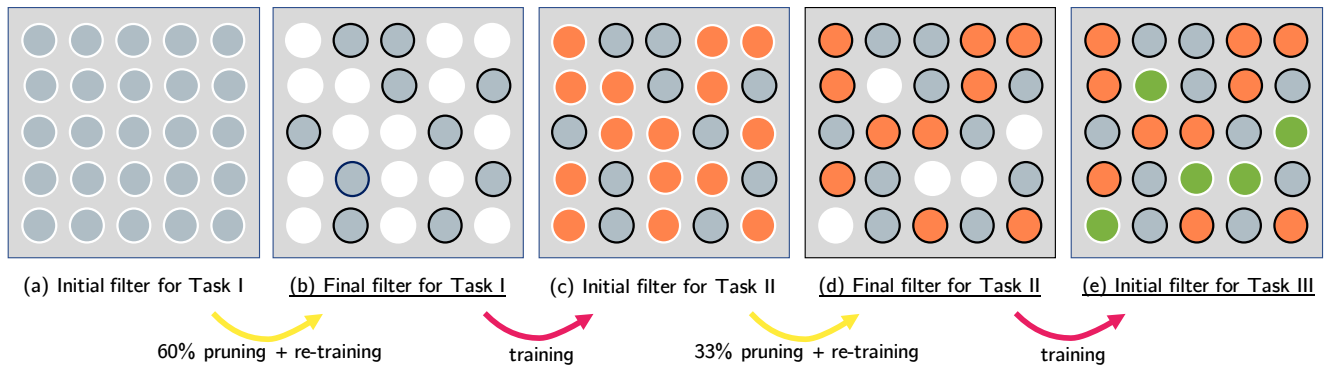 (a) Initial filter for Task I
(b) Final filter for Task I
(c) Initial filter for Task II
(d) Final filter for Task II
(e) Initial filter for Task III
60% pruning + re-training
training
33% pruning + re-training
training